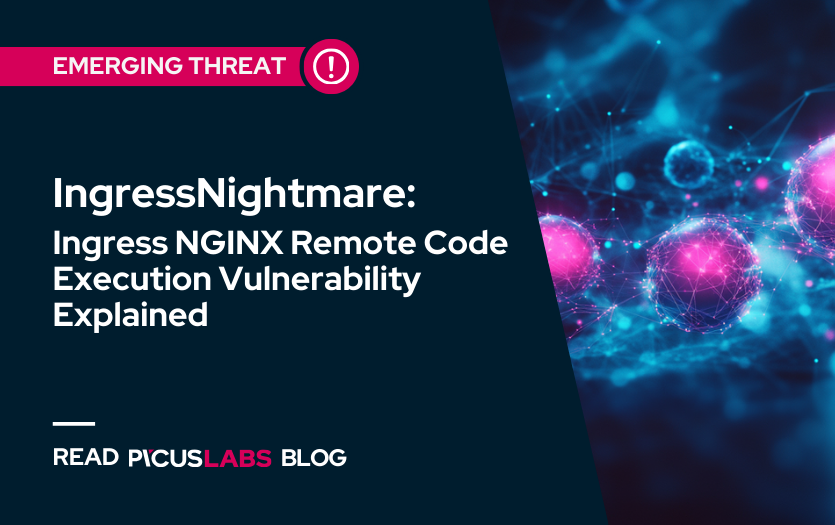 EMERGING THREAT
IngressNightmare:
Ingress NGINX Remote Code
Execution Vulnerability
Explained
READ PICUSLABS BLOG